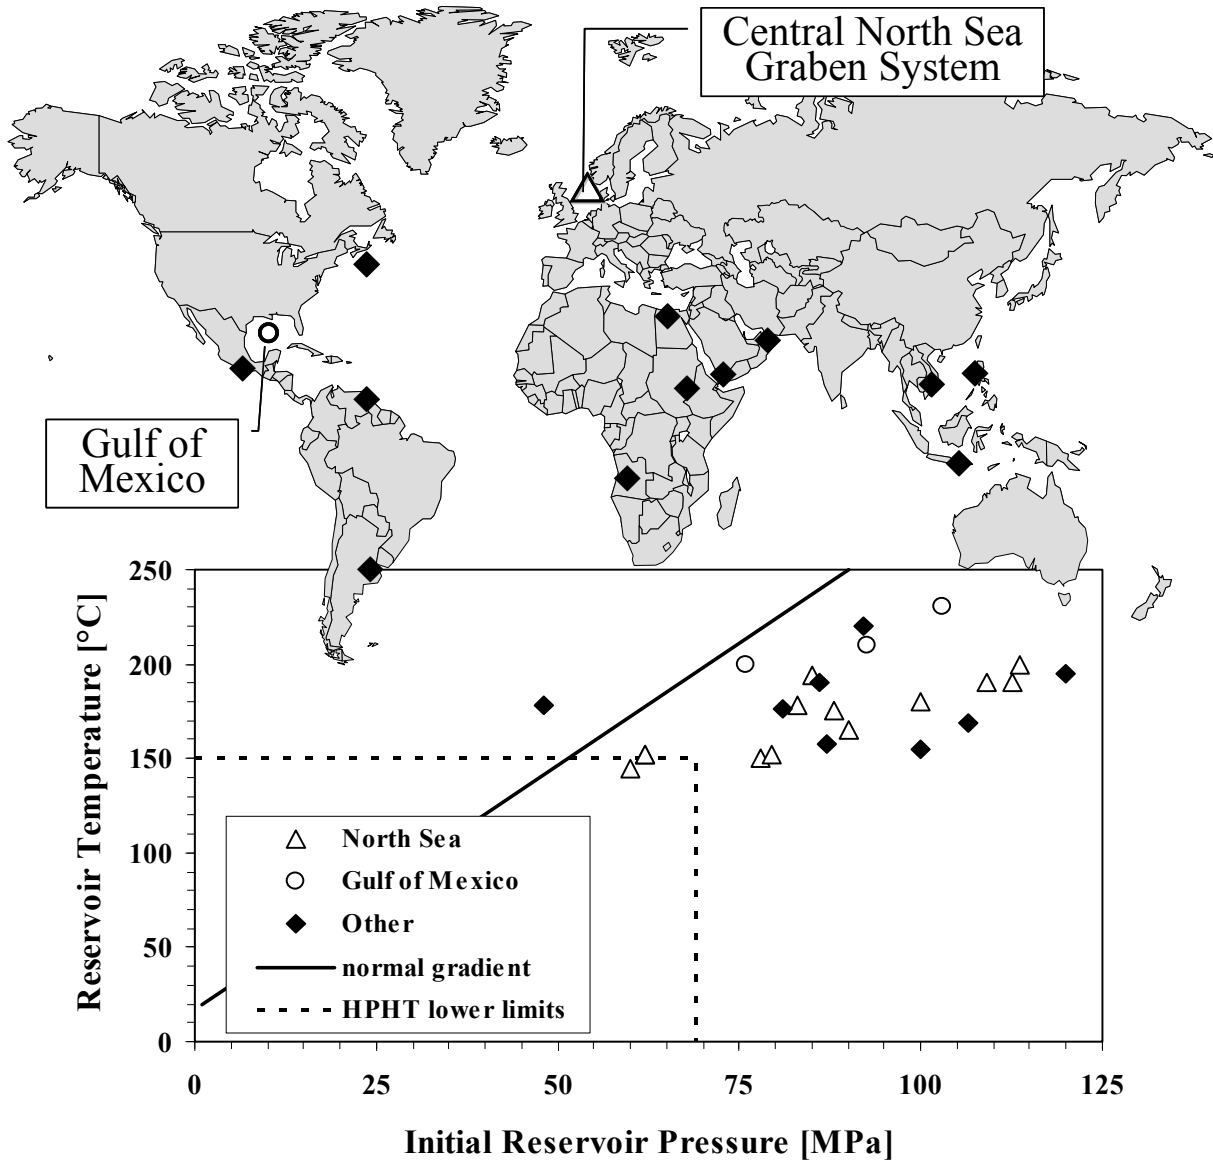 Central North Sea
Graben System
Gulf of
Mexico
Reservoir Temperature [°C]
250
200
150
100
50
0
North Sea
Gulf of Mexico
Other
normal gradient
HPHT lower limits
0 25 50 75 100 125
Initial Reservoir Pressure [MPa]